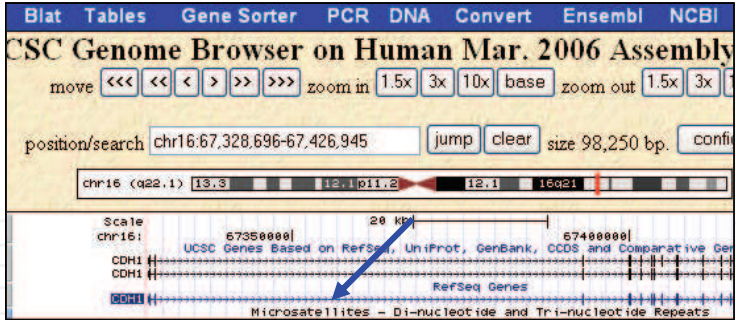 Blat Tables Gene Sorter PCR DNA Convert Ensembl NCBI
CSC Genome Browser on Human Mar. 2006 Assembly
move <<< << < > >> >>> zoom in 1.5x 3x 10x base zoom out 1.5x 3x 1
position/search chr16:67,328,696-67,426,945 jump clear size 98,250 bp. confi
chr16 (q22.1) 13.3 12.1 p11.2 12.1 16q21
Scale 20 kb
chr16: 67350000 67400000
UCSC Genes Based on RefSeq, UniProt, GenBank, CCDS and Comparative Gen
CDH1
CDH1
RefSeq Genes
CDH1
Microsatellites - Di-nucleotide and Tri-nucleotide Repeats